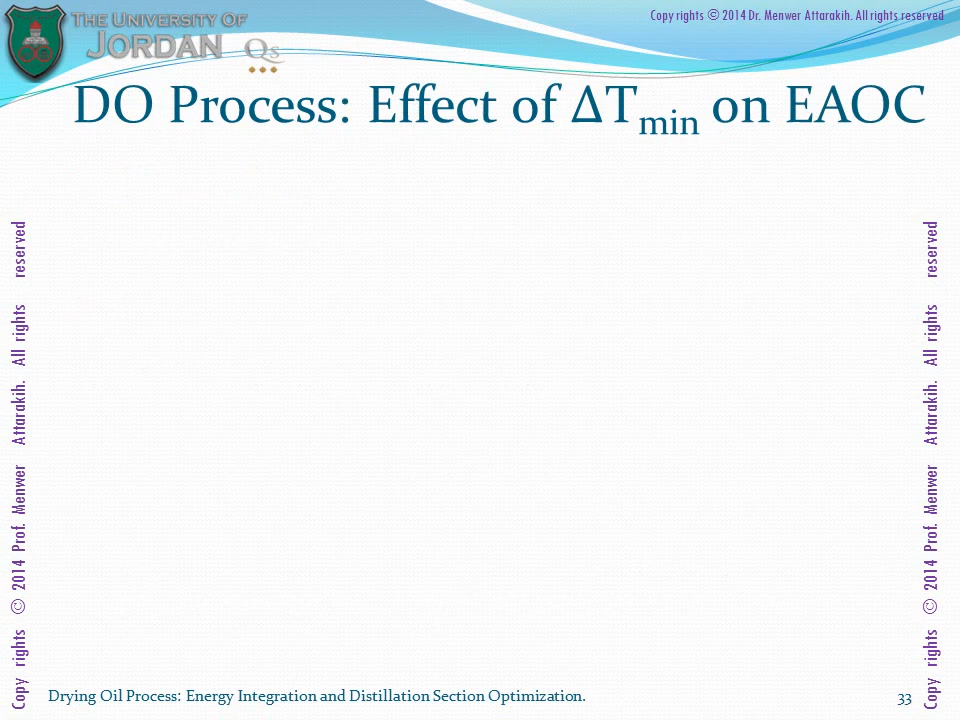 THE UNIVERSITY OF
JORDAN
Qs
Copy rights © 2014 Dr. Menwer Attarakih. All rights reserved
DO Process: Effect of ΔTmin on EAOC
Copy rights © 2014 Prof. Menwer Attarakih. All rights reserved
Copy rights © 2014 Prof. Menwer Attarakih. All rights reserved
Drying Oil Process: Energy Integration and Distillation Section Optimization.
33